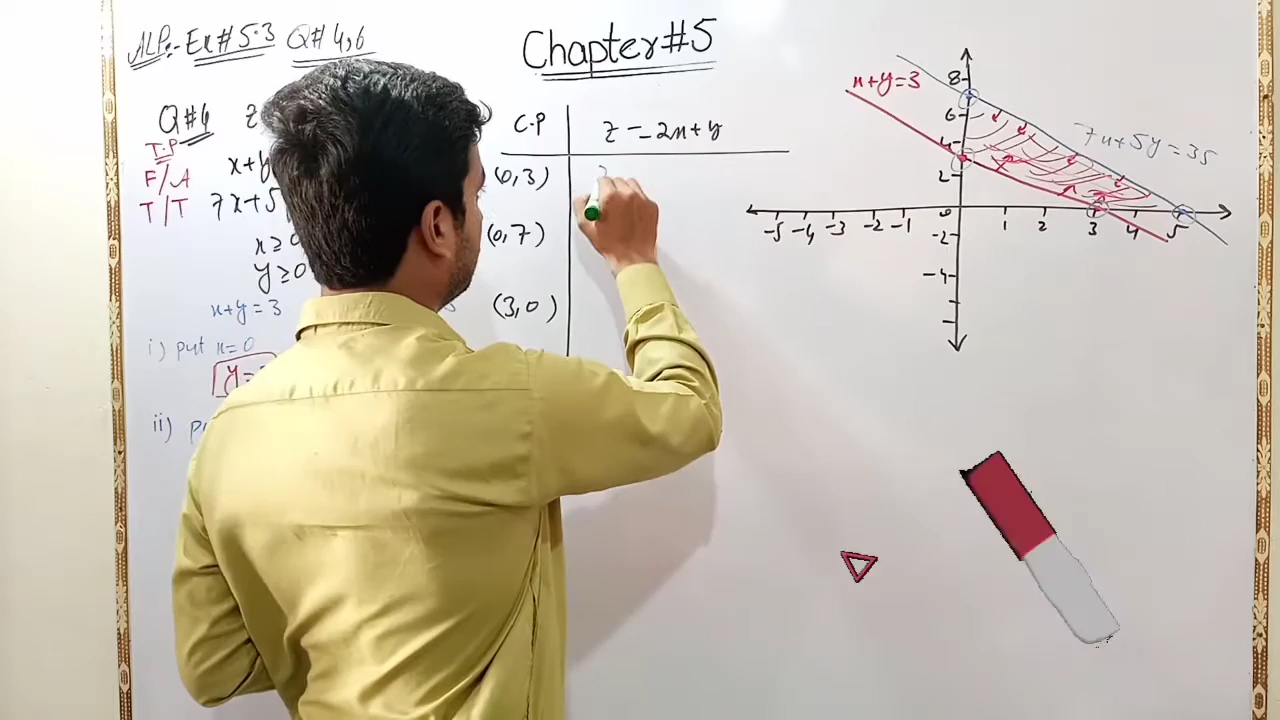 ALP:- Ex# 5.3 Q# 4,6
Chapter#5
Q#4 z
T.P
F/A
T/T
x+y
7x+5
x≥0
y≥0
x+y=3
i) put x=0
y=
ii) p
C.P z=-2x+y
(0,3)
(0,7)
(3,0)
x+y=3
7x+5y=35
8
6
4
2
0
-2
-4
-5 -4 -3 -2 -1 1 2 3 4 5